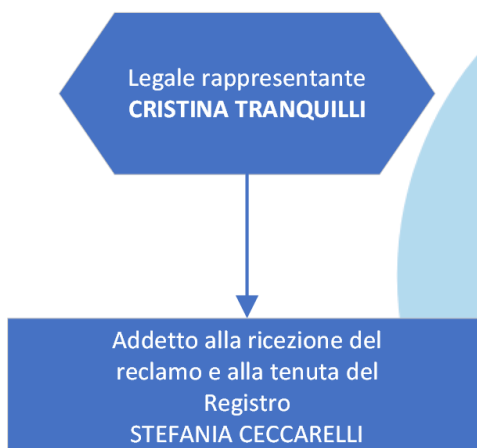 Legale rappresentante
CRISTINA TRANQUILLI
Addetto alla ricezione del
reclamo e alla tenuta del
Registro
STEFANIA CECCARELLI